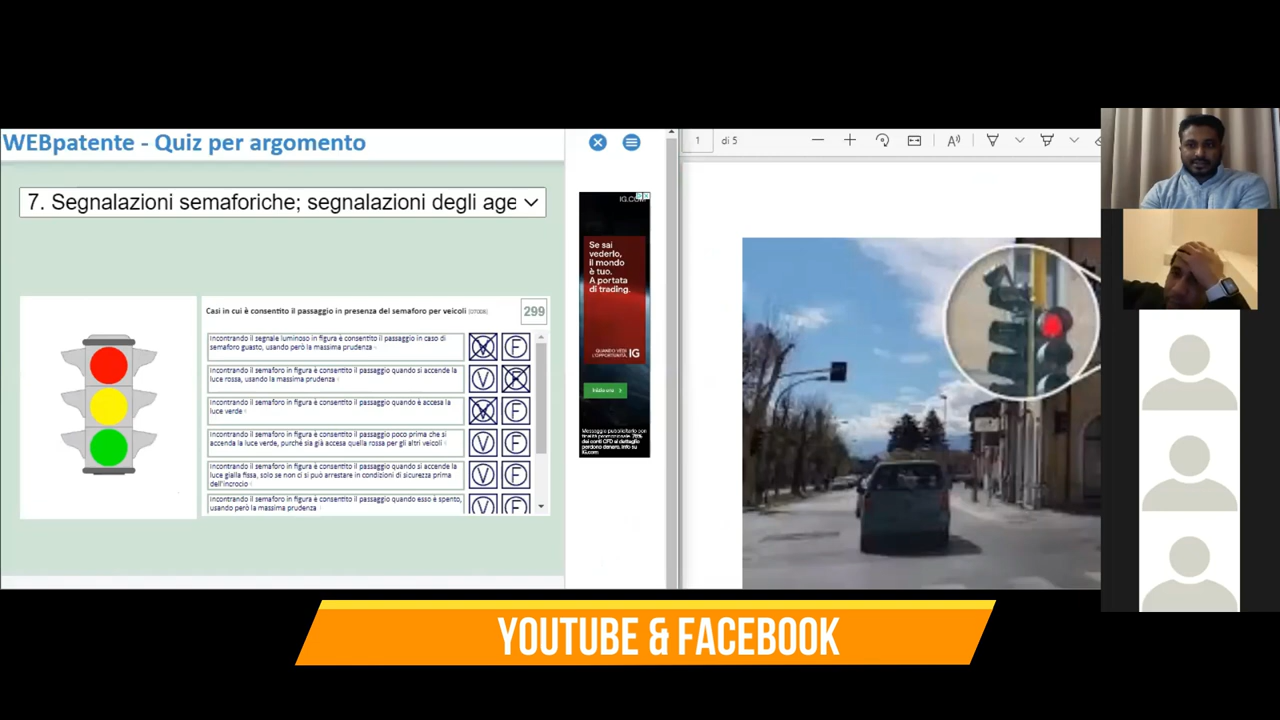 WEBpatente - Quiz per argomento
7. Segnalazioni semaforiche; segnalazioni degli age
Casi in cui è consentito il passaggio in presenza del semaforo per veicoli
299
Incontrando il segnale luminoso in figura è consentito il passaggio in caso di
semaforo guasto, usando però la massima prudenza
V F
Incontrando il semaforo in figura è consentito il passaggio quando si accende la
luce rossa, usando la massima prudenza
V F
Incontrando il semaforo in figura è consentito il passaggio quando è accesa la
luce verde
V F
Incontrando il semaforo in figura è consentito il passaggio poco prima che si
accenda la luce verde, purché sia già accesa quella rossa per gli altri veicoli
V F
Incontrando il semaforo in figura è consentito il passaggio quando si accende la
luce gialla fissa, solo se non ci si può arrestare in condizioni di sicurezza prima
dell'incrocio
V F
Incontrando il semaforo in figura è consentito il passaggio quando esso è spento,
usando però la massima prudenza
V F
IG.COM
Se sai
vederlo,
il mondo
è tuo.
A portata
di trading.
QUANDO VEDI
L'OPPORTUNITÀ.
IG
1 di 5
YOUTUBE & FACEBOOK